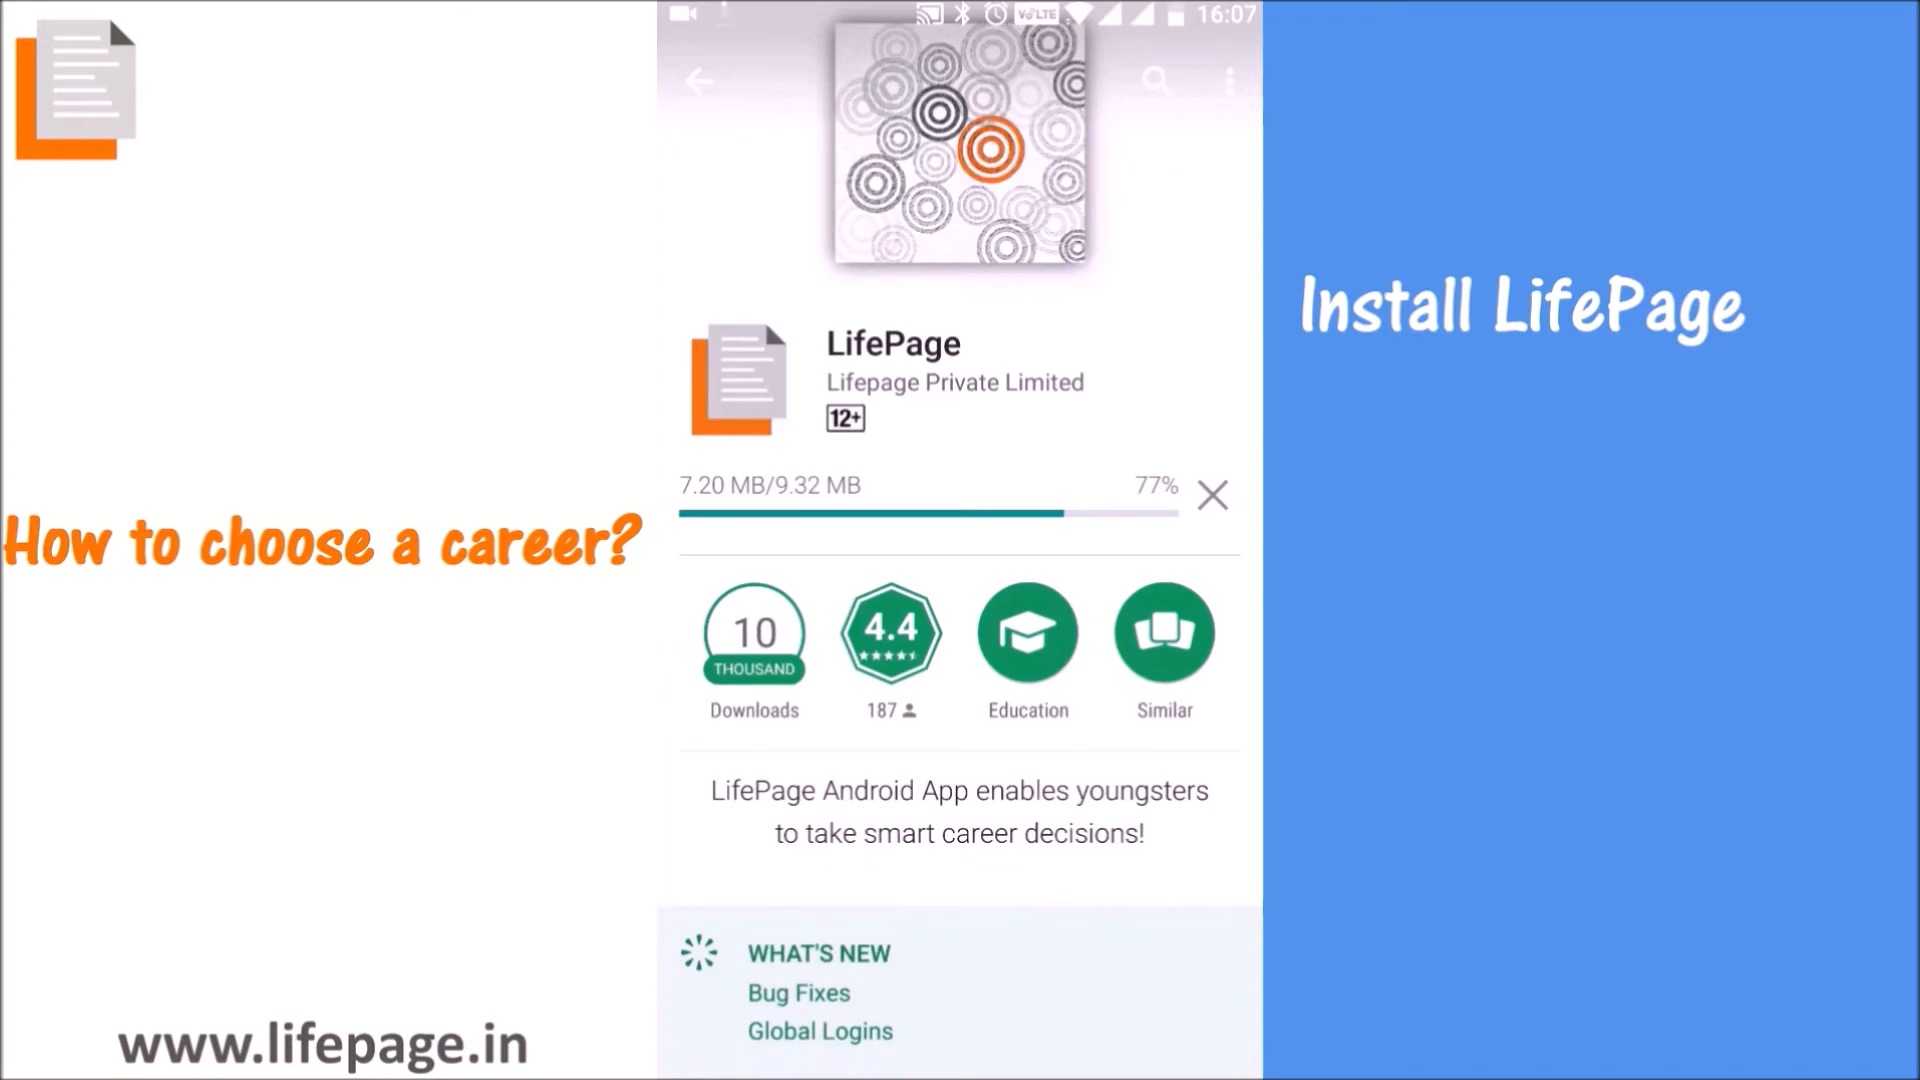 VoLTE
16:07
LifePage
Lifepage Private Limited
12+
7.20 MB/9.32 MB
77%
Install LifePage
How to choose a career?
10
THOUSAND
Downloads
4.4
187
Education
Similar
LifePage Android App enables youngsters
to take smart career decisions!
WHAT'S NEW
Bug Fixes
Global Logins
www.lifepage.in